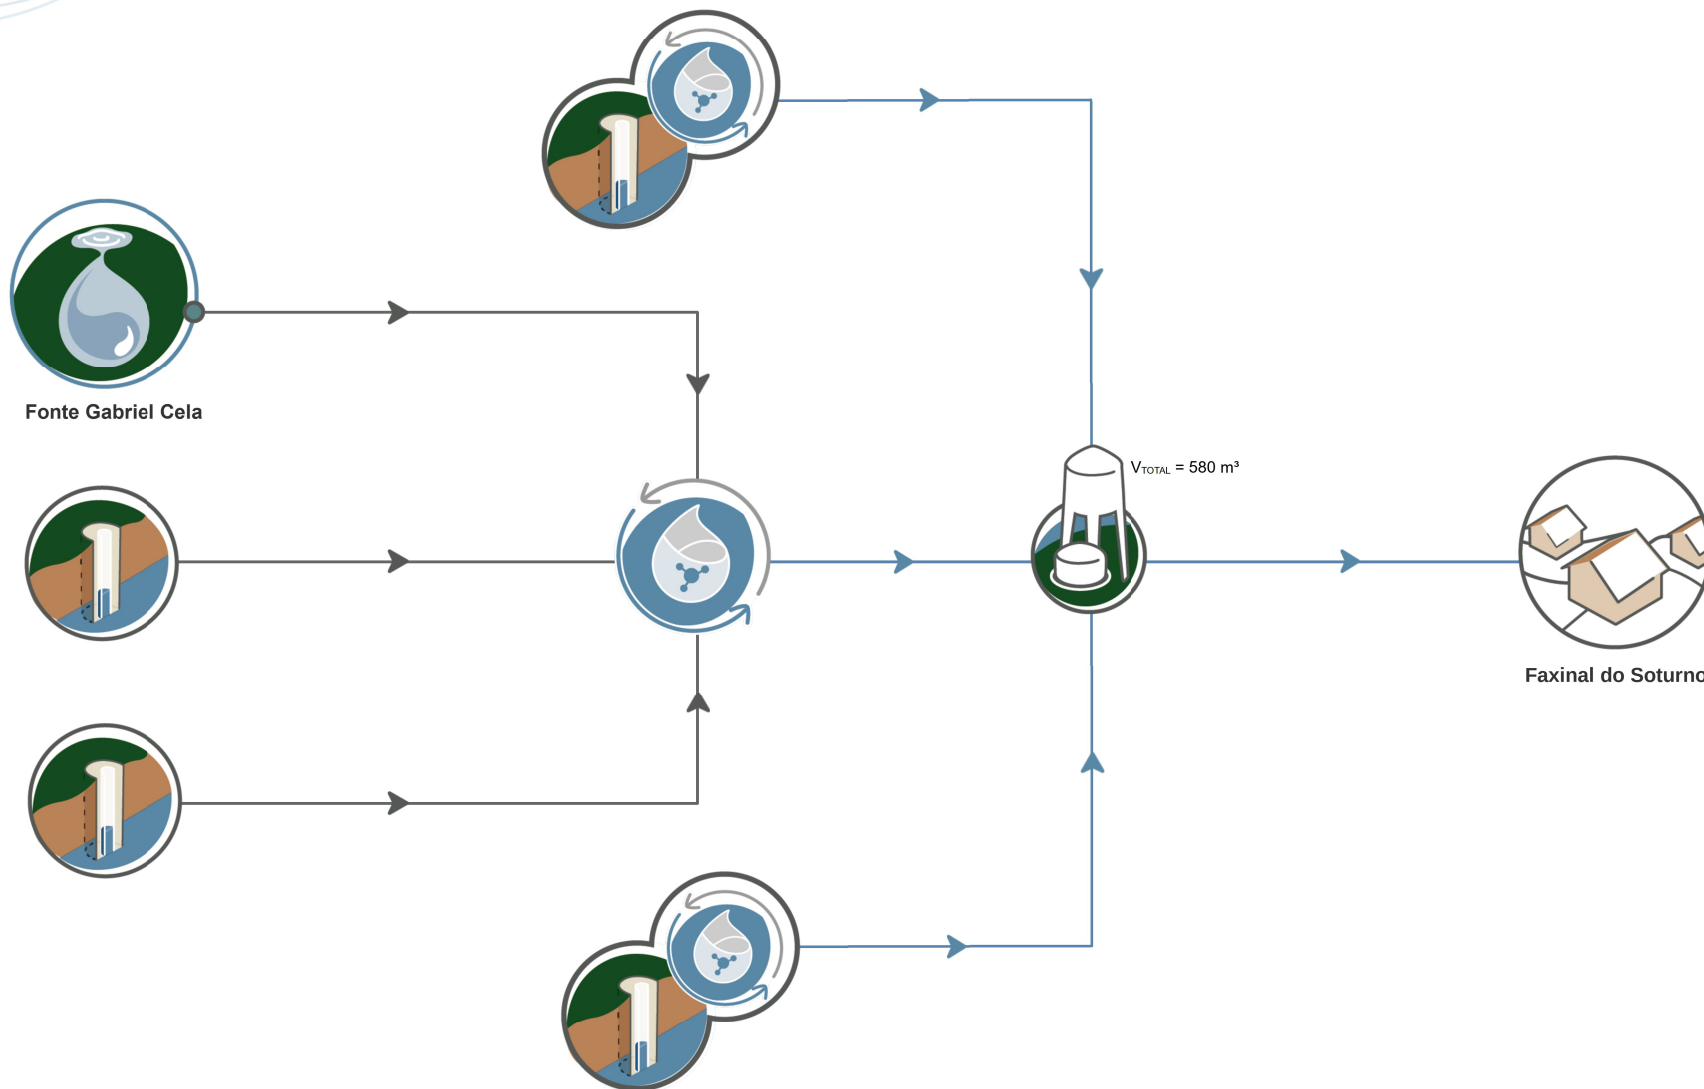 Fonte Gabriel Cela
VTOTAL = 580 m³
Faxinal do Soturno